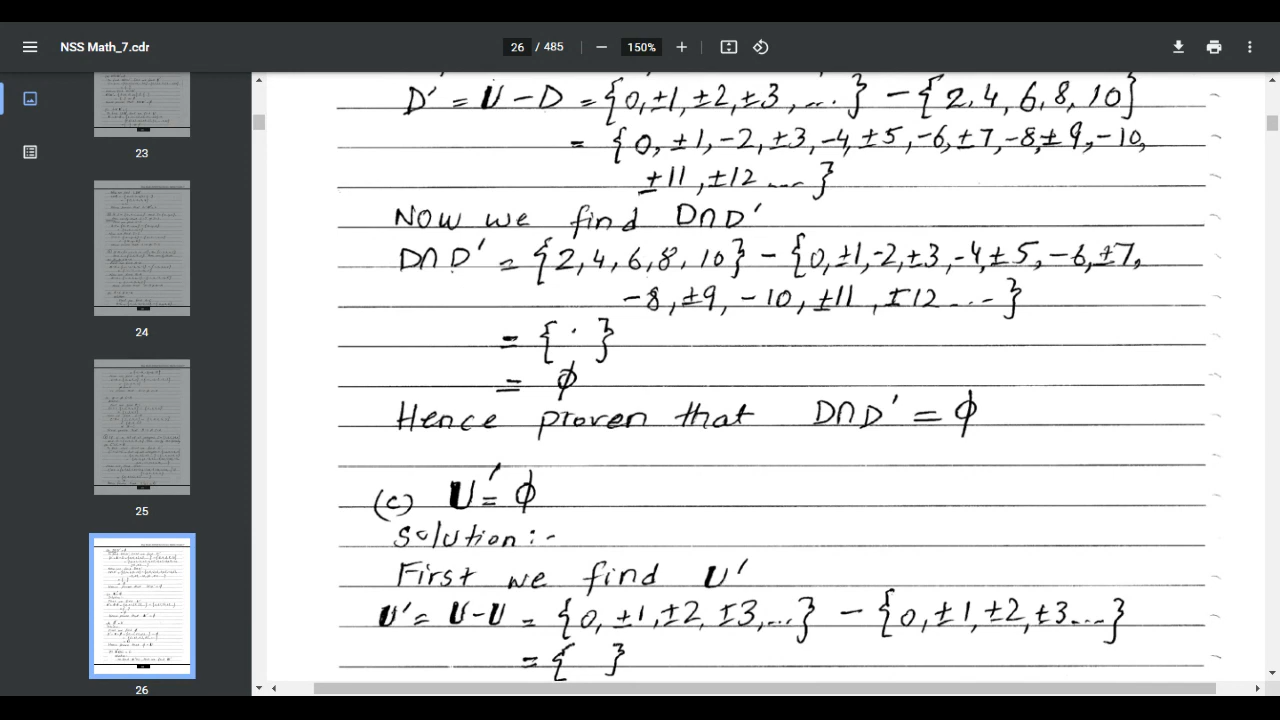 NSS Math_7.cdr
26 / 485
150%
D' = U - D = {0, ±1, ±2, ±3, ....} - {2, 4, 6, 8, 10}
= {0, ±1, -2, ±3, -4, ±5, -6, ±7, -8, ±9, -10,
±11, ±12 ....}
Now we find D∩D'
D∩D' = {2, 4, 6, 8, 10} - {0, ±1, -2, ±3, -4, ±5, -6, ±7,
-8, ±9, -10, ±11, ±12 ....}
= { }
= ϕ
Hence proven that D∩D' = ϕ
(c) U' = ϕ
Solution:-
First we find U'
U' = U - U = {0, ±1, ±2, ±3, ...} - {0, ±1, ±2, ±3....}
= { }
23
24
25
26